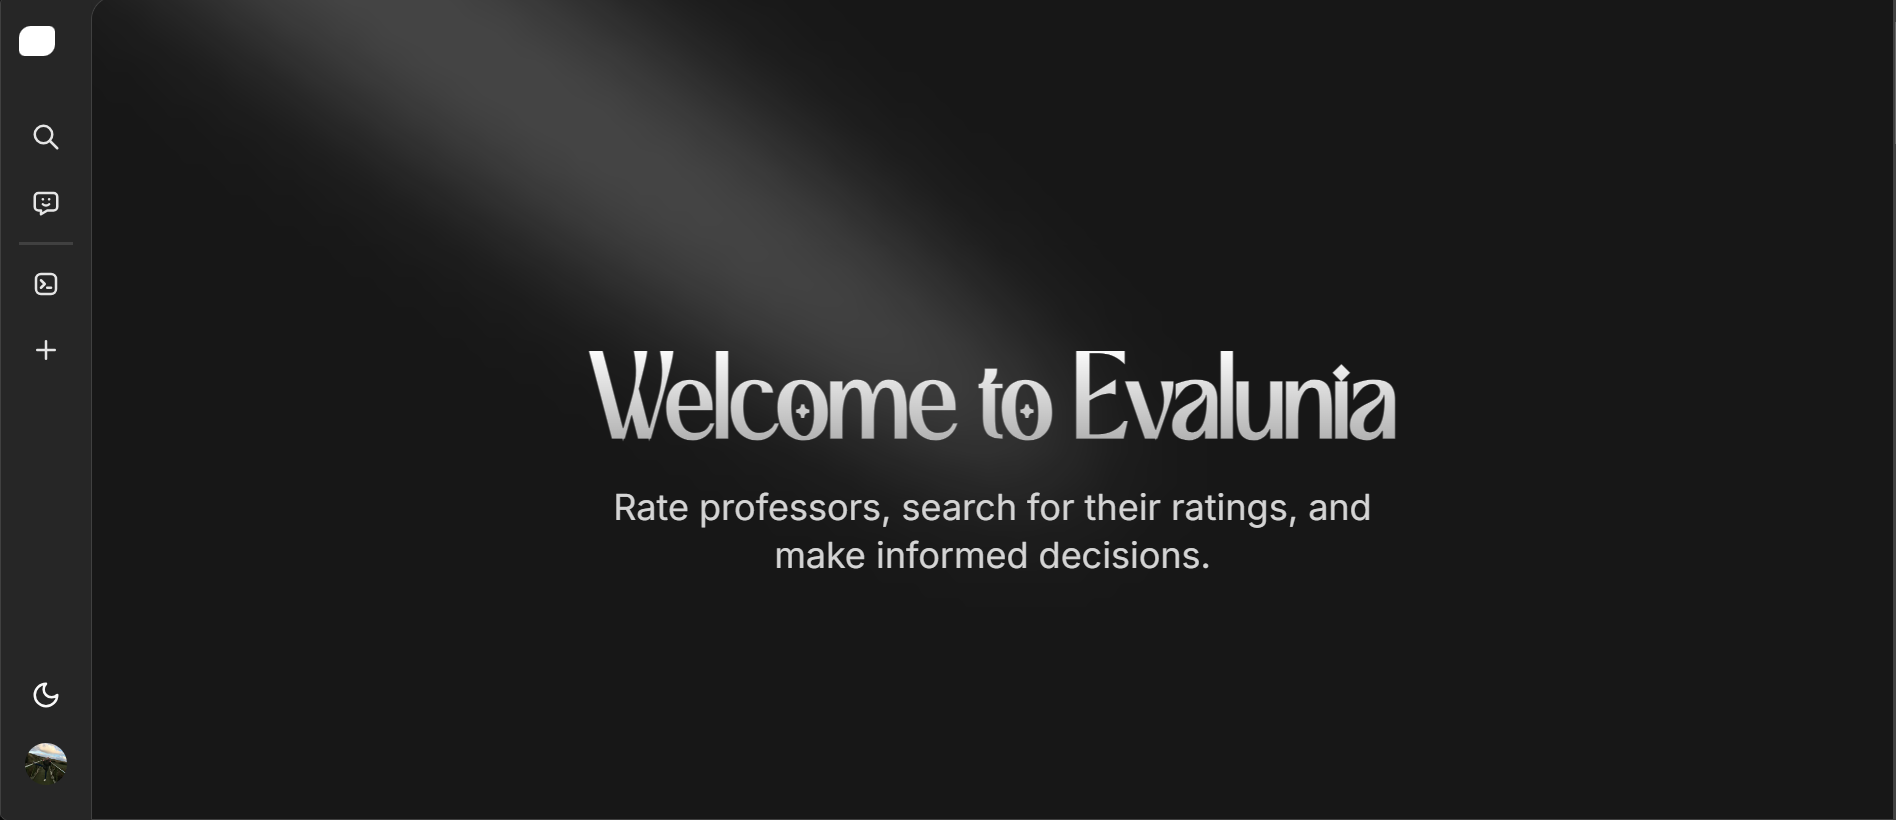 Welcome to Evalunia
Rate professors, search for their ratings, and
make informed decisions.